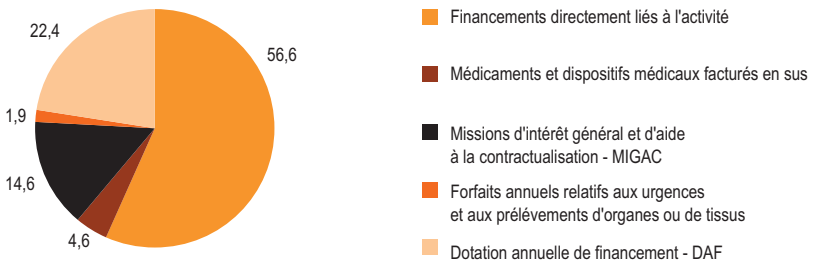 22,4
56,6
1,9
14,6
4,6
Financements directement liés à l'activité
Médicaments et dispositifs médicaux facturés en sus
Missions d'intérêt général et d'aide
à la contractualisation - MIGAC
Forfaits annuels relatifs aux urgences
et aux prélévements d'organes ou de tissus
Dotation annuelle de financement - DAF